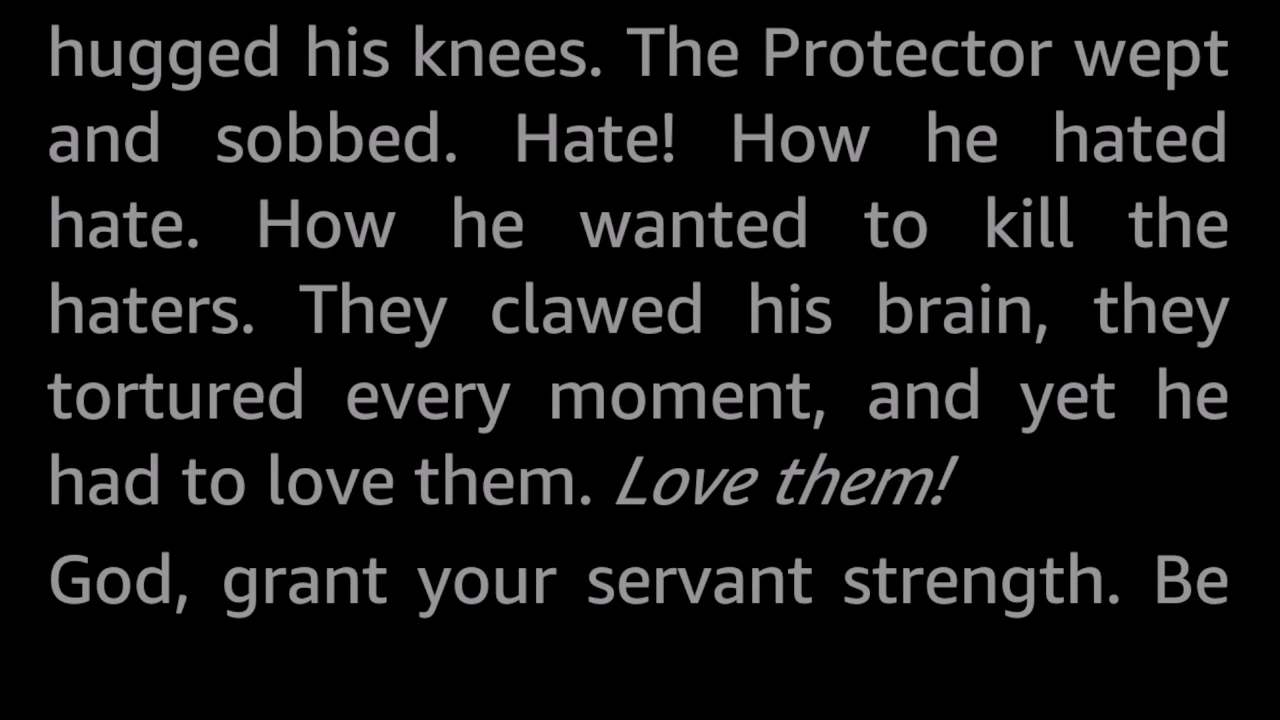 hugged his knees. The Protector wept
and sobbed. Hate! How he hated
hate. How he wanted to kill the
haters. They clawed his brain, they
tortured every moment, and yet he
had to love them. Love them!
God, grant your servant strength. Be